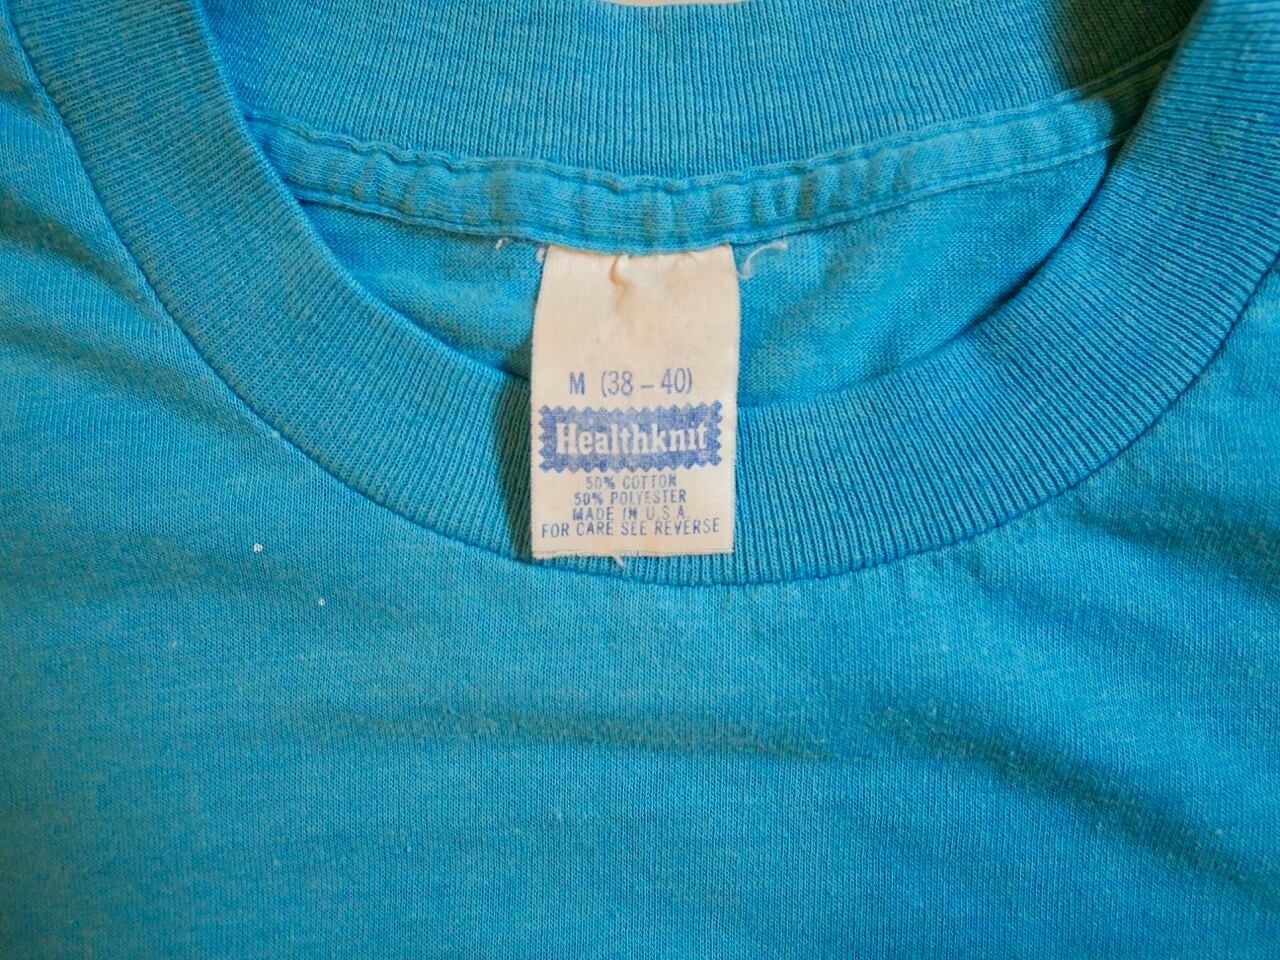 M (38 – 40)
Healthknit
50% COTTON
50% POLYESTER
MADE IN U.S.A.
FOR CARE SEE REVERSE